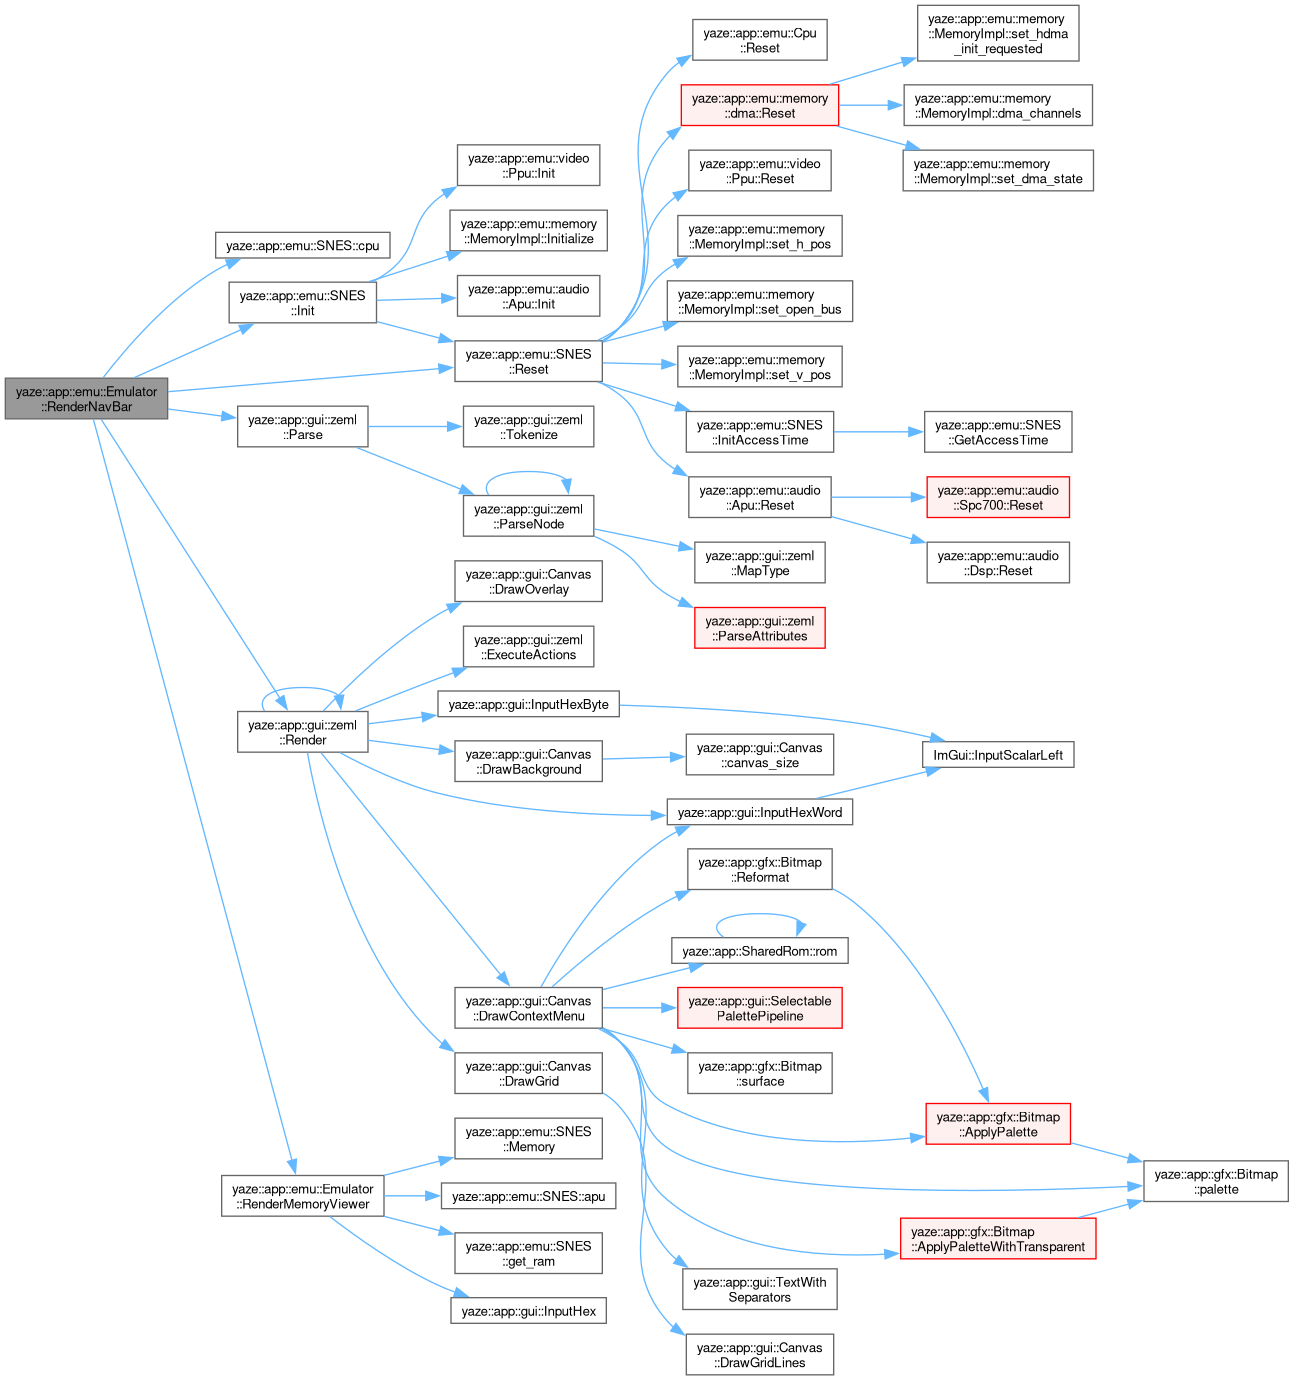 yaze::app::emu::Emulator
::RenderNavBar
yaze::app::emu::SNES::cpu
yaze::app::emu::SNES
::Init
yaze::app::emu::video
::Ppu::Init
yaze::app::emu::memory
::MemoryImpl::Initialize
yaze::app::emu::audio
::Apu::Init
yaze::app::emu::SNES
::Reset
yaze::app::emu::Cpu
::Reset
yaze::app::emu::memory
::dma::Reset
yaze::app::emu::memory
::MemoryImpl::set_hdma
_init_requested
yaze::app::emu::memory
::MemoryImpl::dma_channels
yaze::app::emu::memory
::MemoryImpl::set_dma_state
yaze::app::emu::video
::Ppu::Reset
yaze::app::emu::memory
::MemoryImpl::set_h_pos
yaze::app::emu::memory
::MemoryImpl::set_open_bus
yaze::app::emu::memory
::MemoryImpl::set_v_pos
yaze::app::emu::SNES
::InitAccessTime
yaze::app::emu::SNES
::GetAccessTime
yaze::app::emu::audio
::Apu::Reset
yaze::app::emu::audio
::Spc700::Reset
yaze::app::emu::audio
::Dsp::Reset
yaze::app::gui::zeml
::Parse
yaze::app::gui::zeml
::Tokenize
yaze::app::gui::zeml
::ParseNode
yaze::app::gui::zeml
::MapType
yaze::app::gui::zeml
::ParseAttributes
yaze::app::gui::zeml
::Render
yaze::app::gui::Canvas
::DrawOverlay
yaze::app::gui::zeml
::ExecuteActions
yaze::app::gui::InputHexByte
yaze::app::gui::Canvas
::DrawBackground
yaze::app::gui::Canvas
::canvas_size
ImGui::InputScalarLeft
yaze::app::gui::InputHexWord
yaze::app::gfx::Bitmap
::Reformat
yaze::app::SharedRom::rom
yaze::app::gui::Canvas
::DrawContextMenu
yaze::app::gui::Selectable
PalettePipeline
yaze::app::gfx::Bitmap
::surface
yaze::app::gui::Canvas
::DrawGrid
yaze::app::gfx::Bitmap
::ApplyPalette
yaze::app::gfx::Bitmap
::palette
yaze::app::gfx::Bitmap
::ApplyPaletteWithTransparent
yaze::app::gui::TextWith
Separators
yaze::app::gui::Canvas
::DrawGridLines
yaze::app::emu::Emulator
::RenderMemoryViewer
yaze::app::emu::SNES
::Memory
yaze::app::emu::SNES::apu
yaze::app::emu::SNES
::get_ram
yaze::app::gui::InputHex